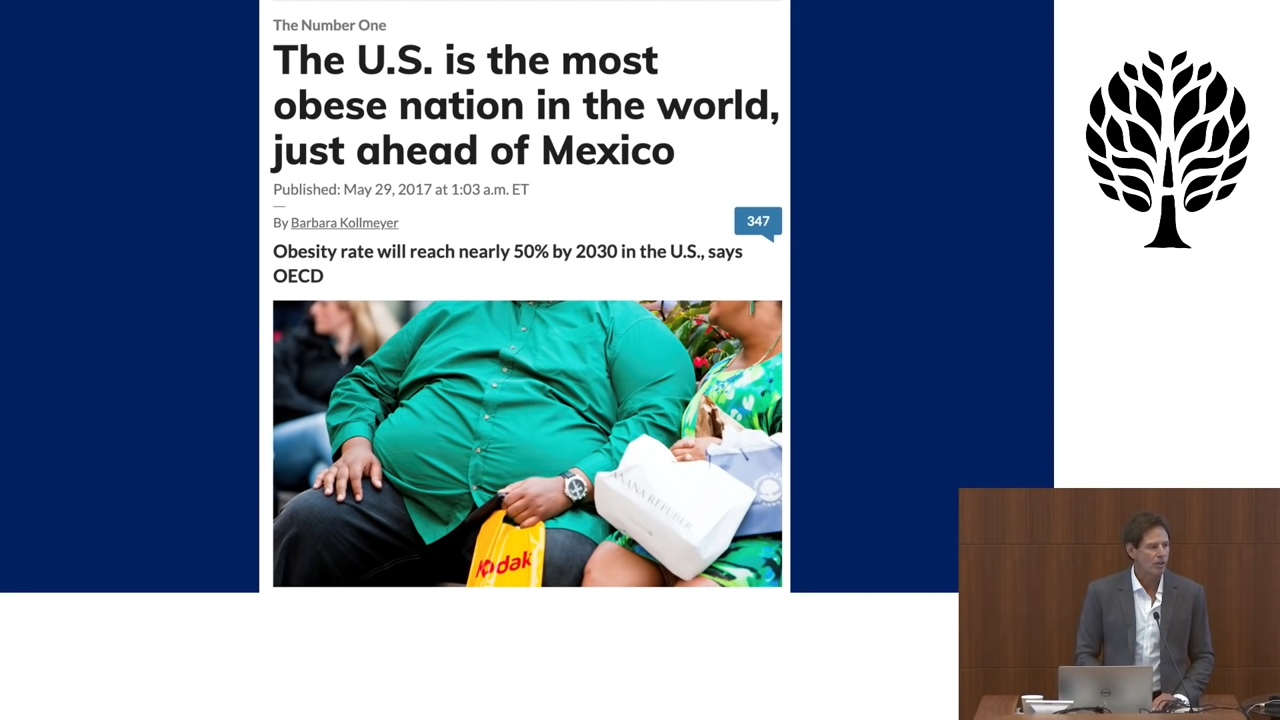 The Number One
The U.S. is the most
obese nation in the world,
just ahead of Mexico
Published: May 29, 2017 at 1:03 a.m. ET
By Barbara Kollmeyer
347
Obesity rate will reach nearly 50% by 2030 in the U.S., says
OECD
Kodak